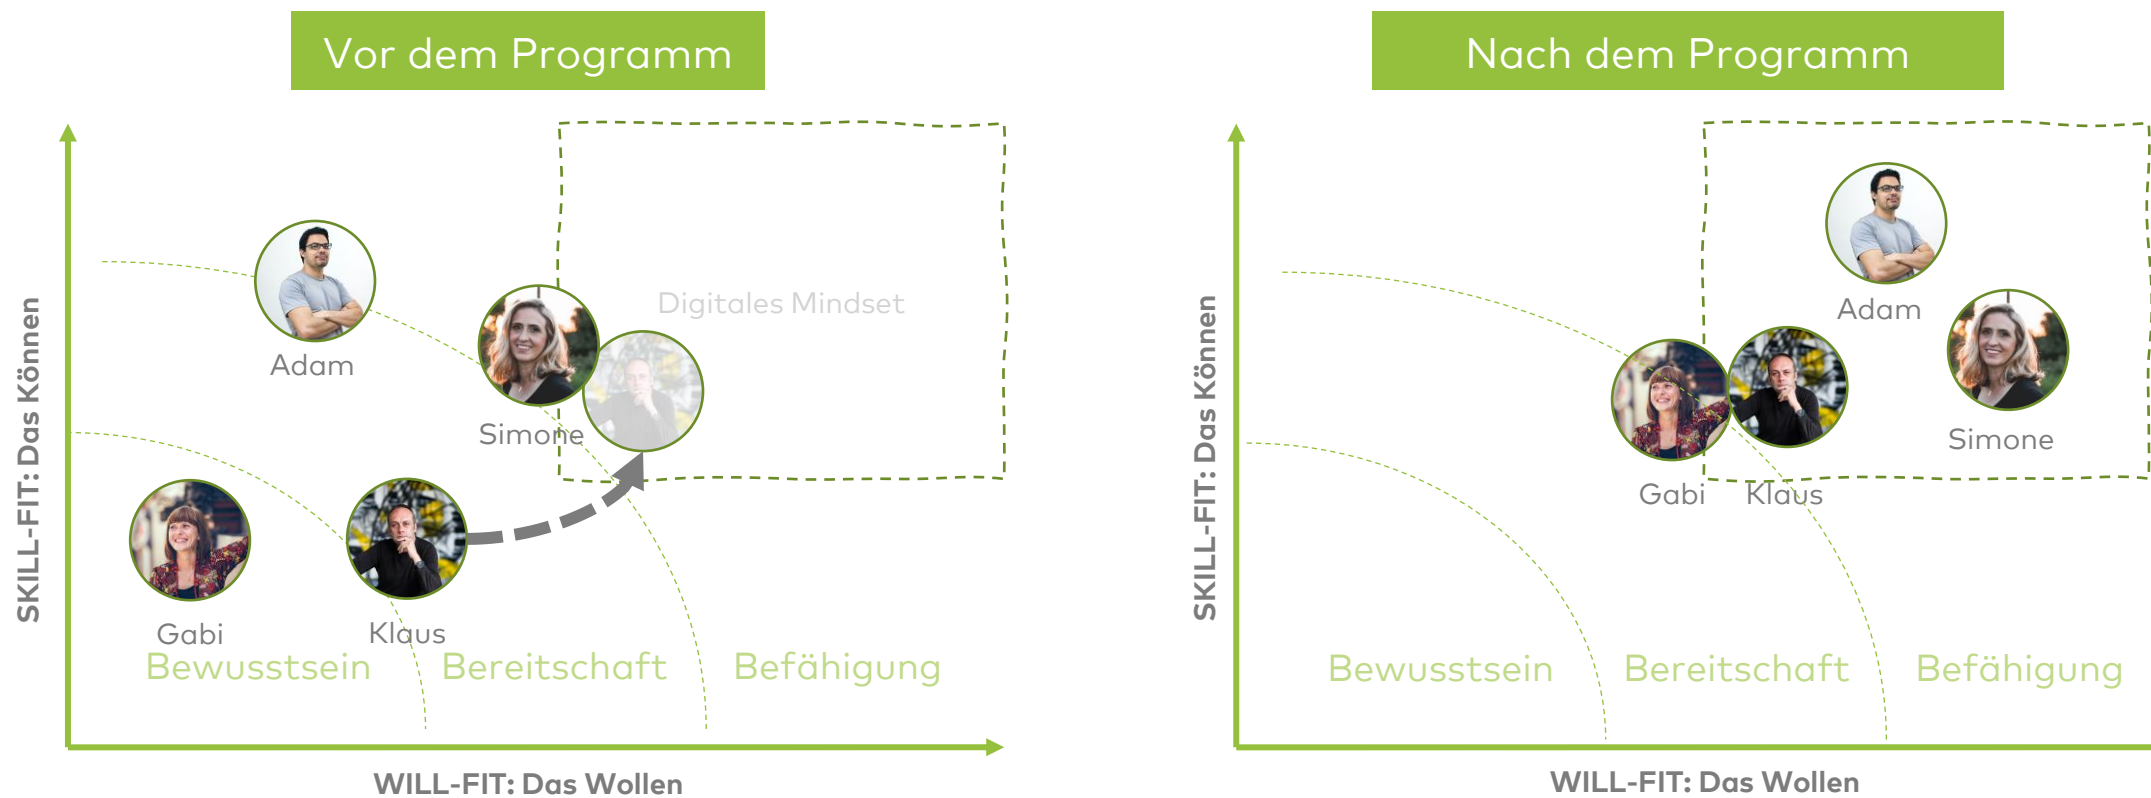 Vor dem Programm
SKILL-FIT: Das Können
Digitales Mindset
Adam
Simone
Gabi
Klaus
Bewusstsein
Bereitschaft
Befähigung
WILL-FIT: Das Wollen
Nach dem Programm
SKILL-FIT: Das Können
Adam
Simone
Gabi
Klaus
Bewusstsein
Bereitschaft
Befähigung
WILL-FIT: Das Wollen